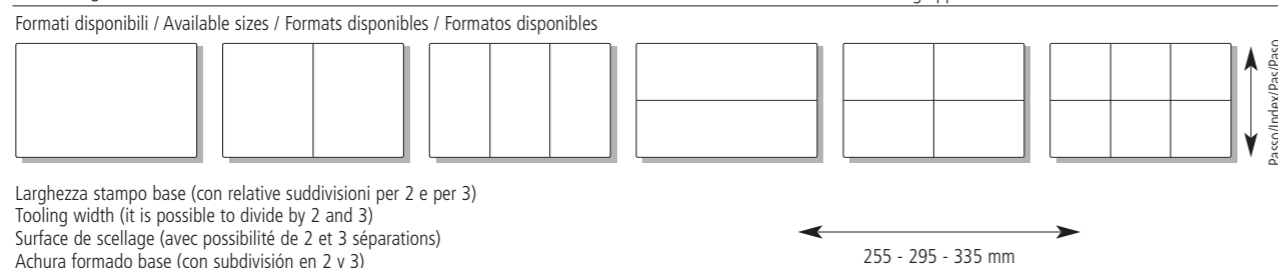 Formati disponibili / Available sizes / Formats disponibles / Formatos disponibles
Passo/Index/Pas/Paso
Larghezza stampo base (con relative suddivisioni per 2 e per 3)
Tooling width (it is possible to divide by 2 and 3)
Surface de scellage (avec possibilité de 2 et 3 séparations)
Achura formado base (con subdivisión en 2 y 3)
255 - 295 - 335 mm